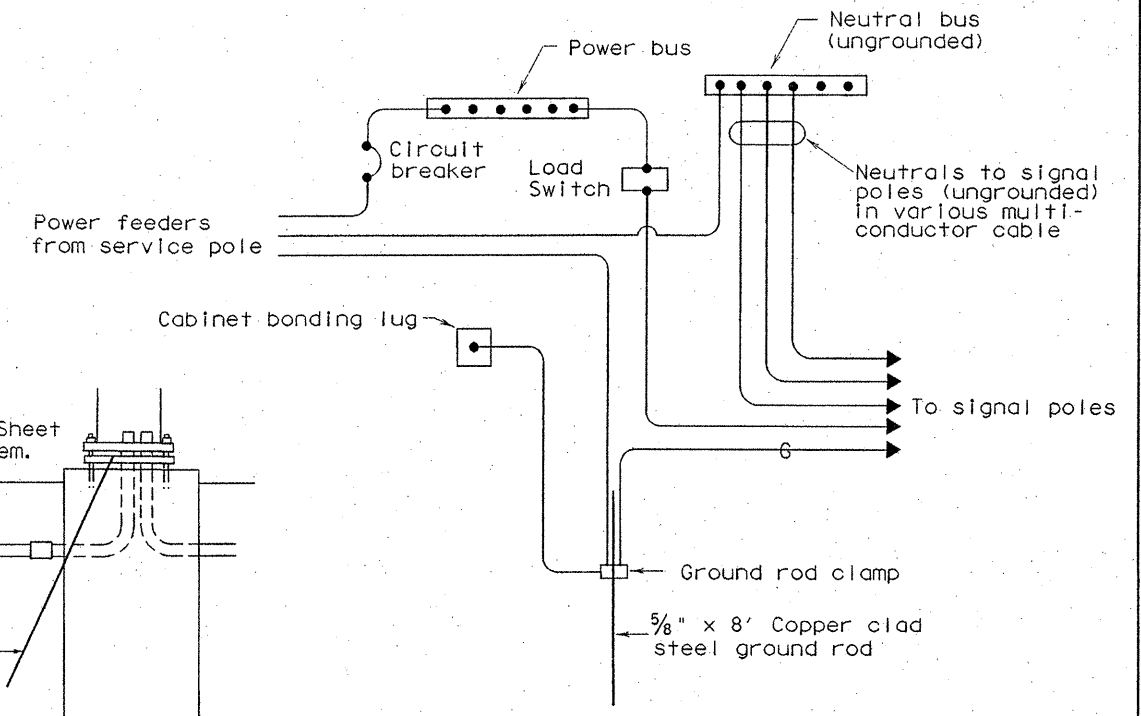 Neutral bus
(ungrounded)
Power bus
Circuit
breaker
Load
Switch
Neutrals to signal
poles (ungrounded)
in various multi-
conductor cable
Power feeders
from service pole
Cabinet bonding lug
Sheet
em.
To signal poles
G
Ground rod clamp
5/8" x 8' Copper clad
steel ground rod